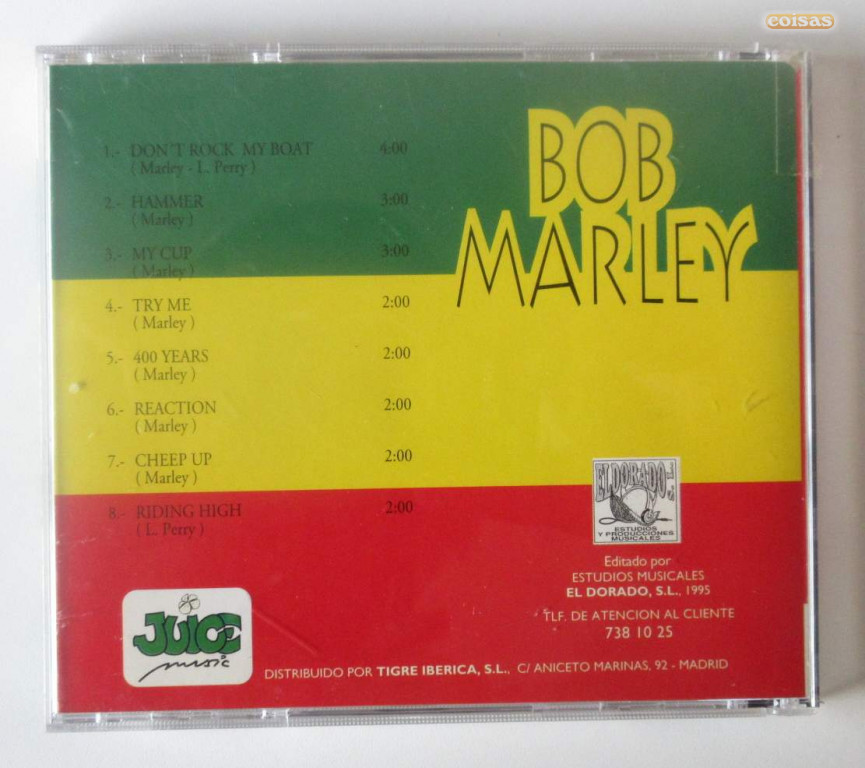 eoisas
1.- DON'T ROCK MY BOAT 4:00
( Marley - L. Perry )
2.- HAMMER 3:00
( Marley )
3.- MY CUP 3:00
( Marley )
4.- TRY ME 2:00
( Marley )
5.- 400 YEARS 2:00
( Marley )
6.- REACTION 2:00
( Marley )
7.- CHEEP UP 2:00
( Marley )
8.- RIDING HIGH 2:00
( L. Perry )
BOB
MARLEY
EL DORADO S.L.
ESTUDIOS
Y PRODUCCIONES
MUSICALES
Editado por
ESTUDIOS MUSICALES
EL DORADO, S.L., 1995
TLF. DE ATENCION AL CLIENTE
738 10 25
JUICE
music
DISTRIBUIDO POR TIGRE IBERICA, S.L., C/ ANICETO MARINAS, 92 - MADRID